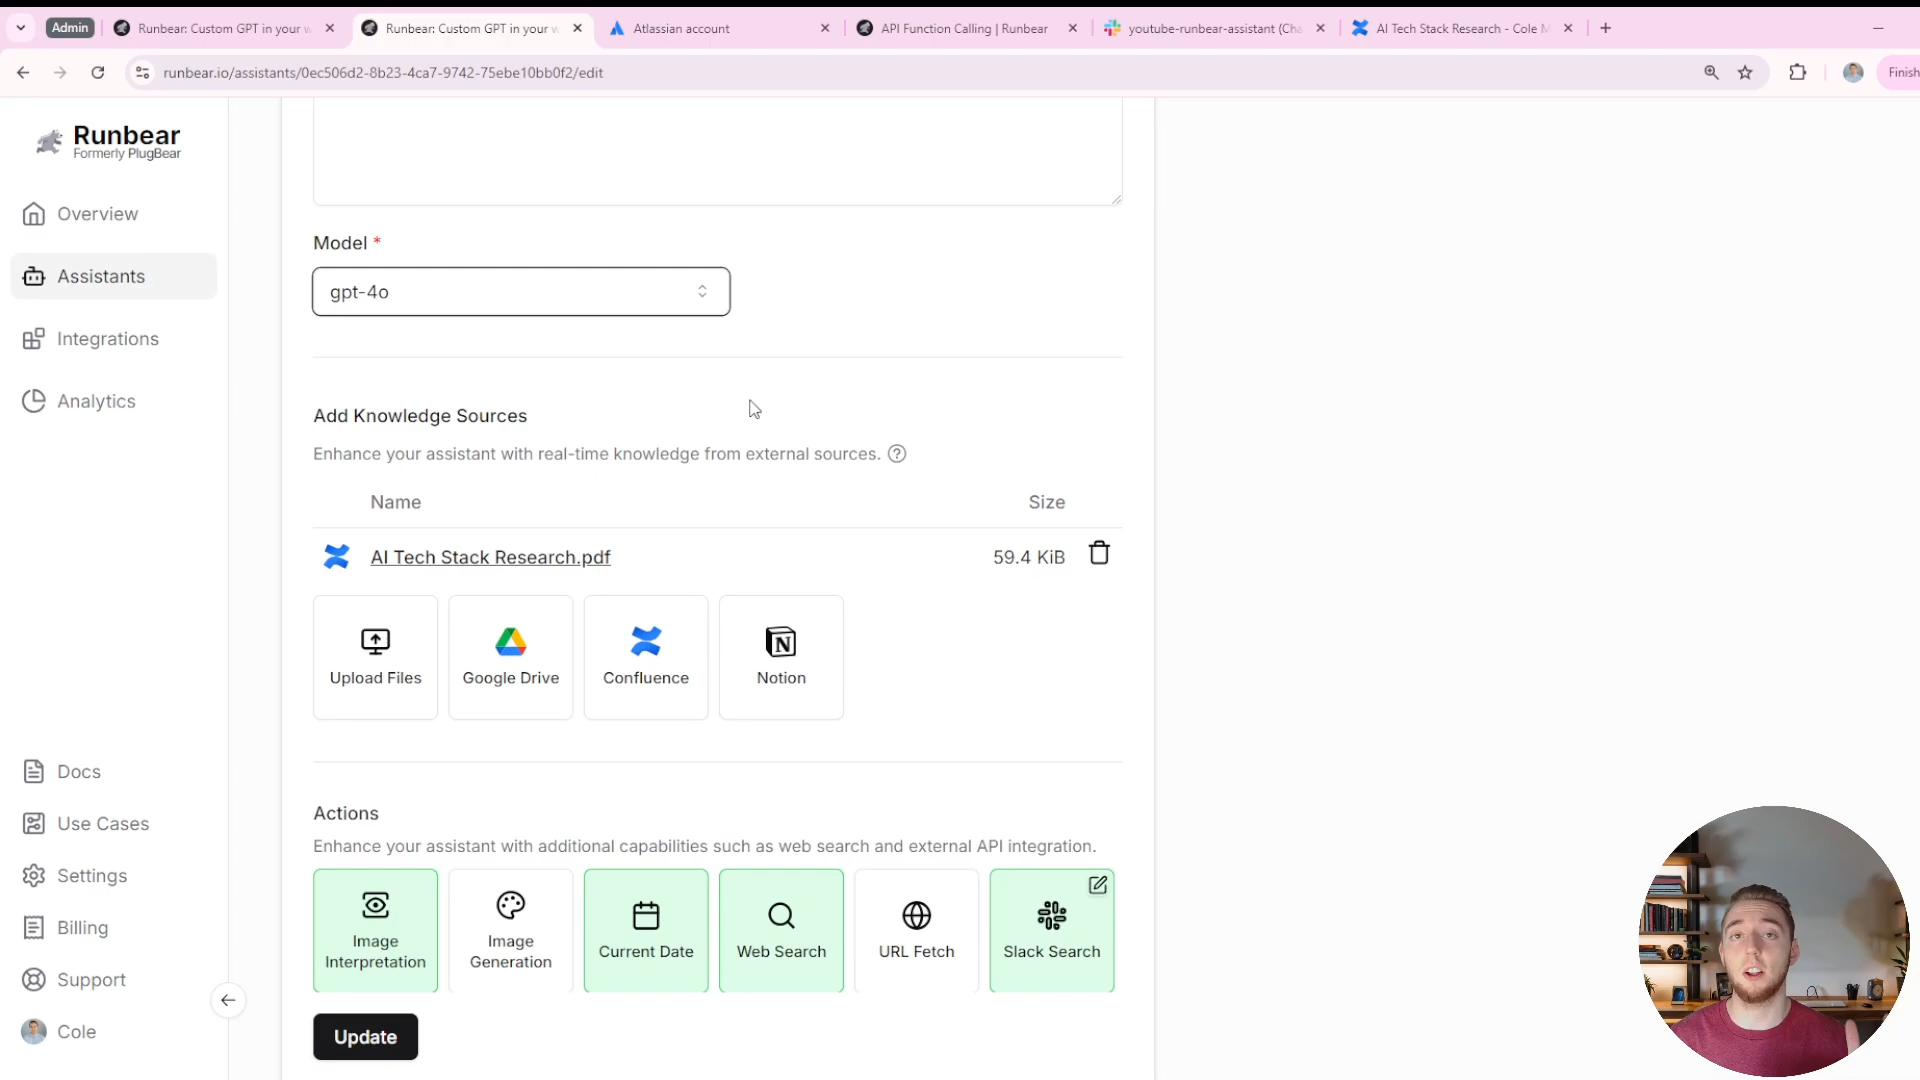 Admin
Runbear: Custom GPT in your w
Runbear: Custom GPT in your w
Atlassian account
API Function Calling | Runbear
youtube-runbear-assistant (Cha
AI Tech Stack Research - Cole M
runbear.io/assistants/0ec506d2-8b23-4ca7-9742-75ebe10bb0f2/edit
Finish
Runbear
Formerly PlugBear
Overview
Assistants
Integrations
Analytics
Docs
Use Cases
Settings
Billing
Support
Cole
Model *
gpt-4o
Add Knowledge Sources
Enhance your assistant with real-time knowledge from external sources.
Name Size
AI Tech Stack Research.pdf 59.4 KiB
Upload Files
Google Drive
Confluence
Notion
Actions
Enhance your assistant with additional capabilities such as web search and external API integration.
Image
Interpretation
Image
Generation
Current Date
Web Search
URL Fetch
Slack Search
Update